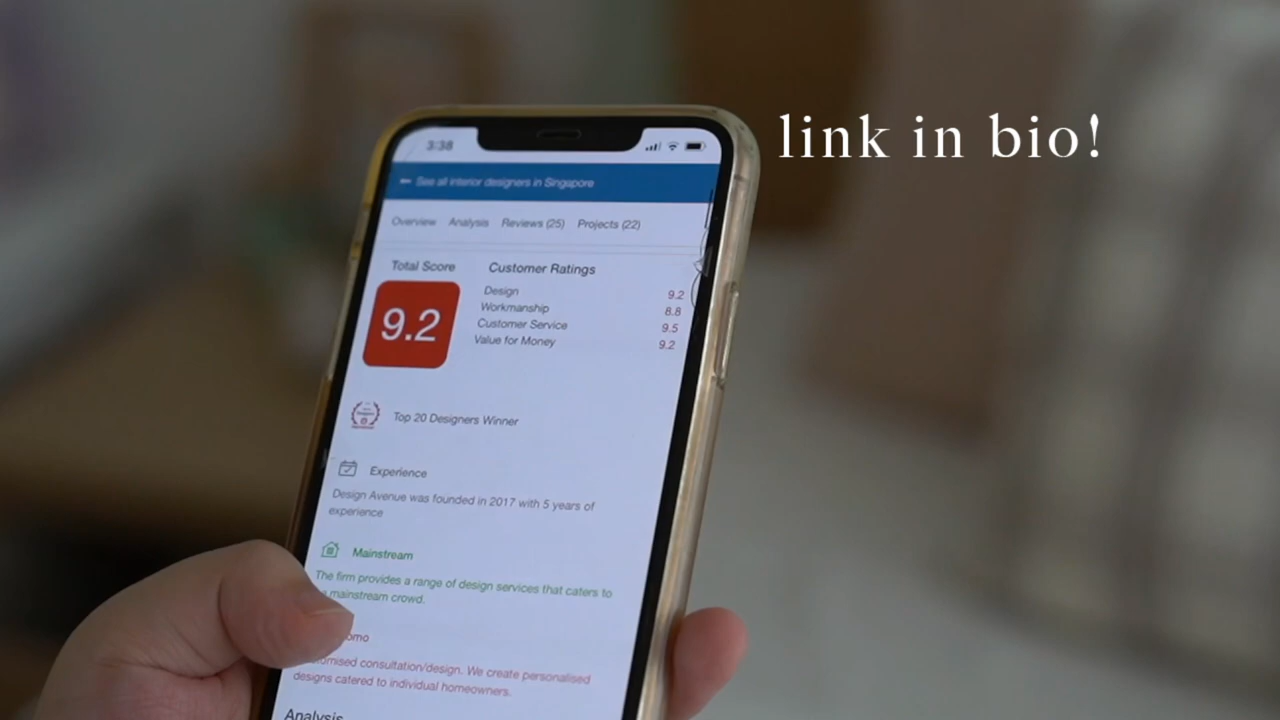 link in bio!
3:38
← See all interior designers in Singapore
Overview Analysis Reviews (25) Projects (22)
Total Score
9.2
Customer Ratings
Design 9.2
Workmanship 8.8
Customer Service 9.5
Value for Money 9.2
Top 20 Designers Winner
Experience
Design Avenue was founded in 2017 with 5 years of
experience
Mainstream
The firm provides a range of design services that caters to
a mainstream crowd.
consultation/design. We create personalised
designs catered to individual homeowners.
Analysis